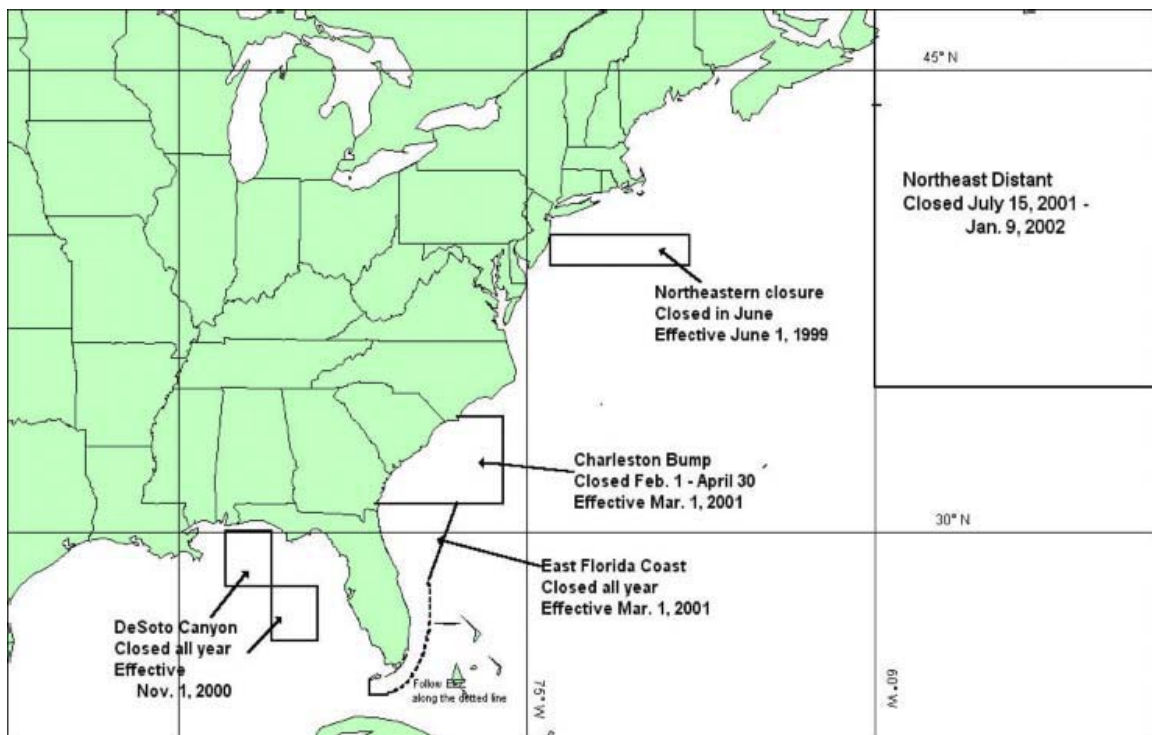 45° N
Northeast Distant
Closed July 15, 2001 -
Jan. 9, 2002
Northeastern closure
Closed in June
Effective June 1, 1999
Charleston Bump
Closed Feb. 1 - April 30
Effective Mar. 1, 2001
30° N
East Florida Coast
Closed all year
Effective Mar. 1, 2001
DeSoto Canyon
Closed all year
Effective
Nov. 1, 2000
Follow EEZ
along the dotted line
75° W
60° W